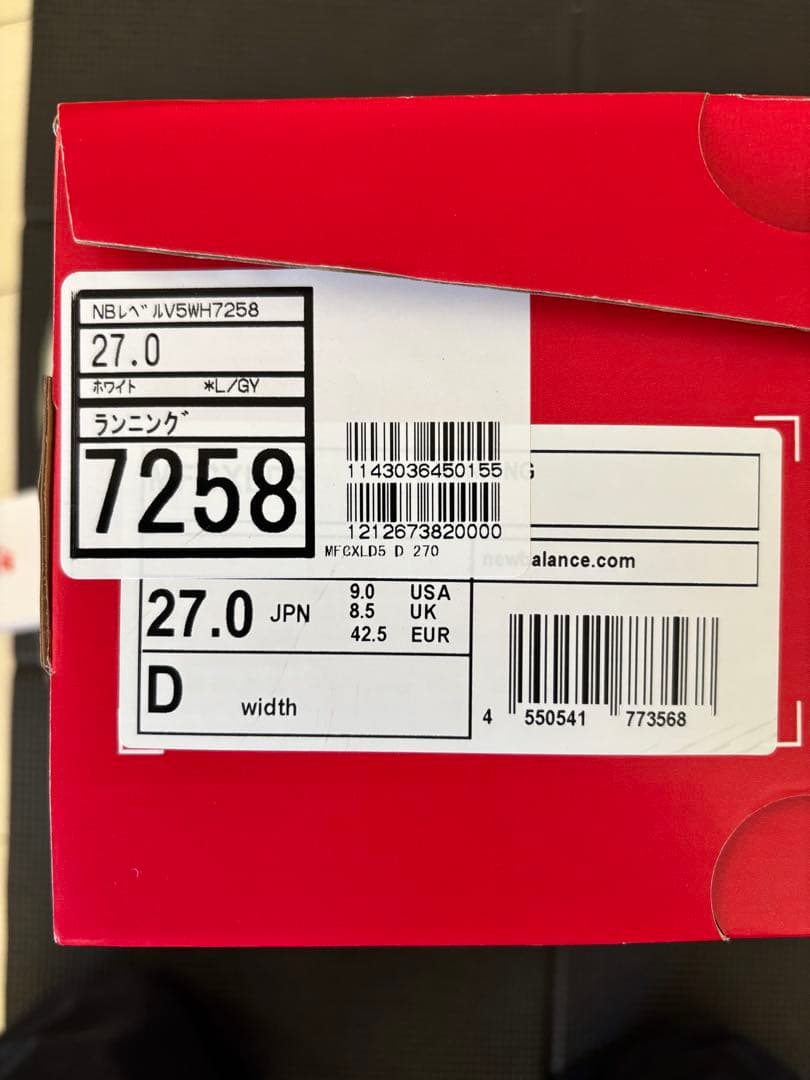 NBレベルV5WH7258
27.0
ホワイト *L/GY
ランニング
7258
1143036450155
1212673820000
MFCXLD5 D 270
NG
newbalance.com
27.0 JPN
9.0 USA
8.5 UK
42.5 EUR
D width
4 550541 773568